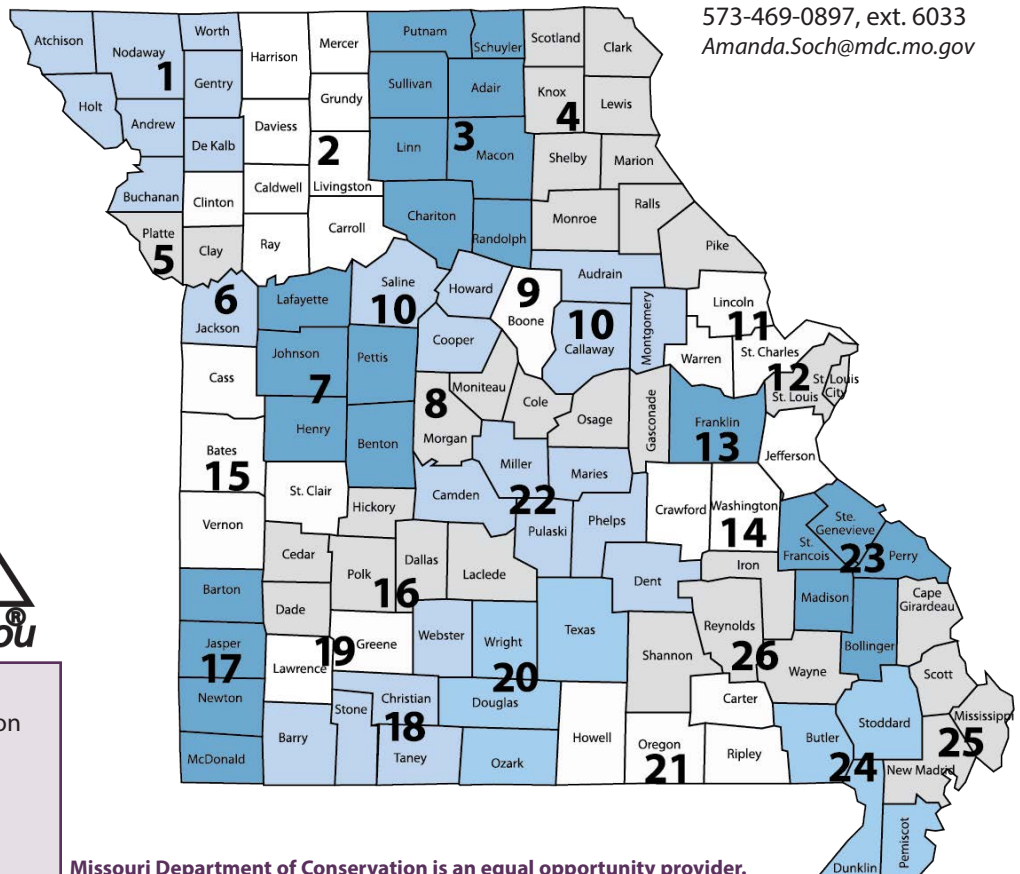 573-469-0897, ext. 6033
Amanda.Soch@mdc.mo.gov
Atchison
Nodaway
Worth
Harrison
Mercer
Putnam
Schuyler
Scotland
Clark
1
Holt
Gentry
Grundy
Sullivan
Adair
Knox
Lewis
4
Andrew
De Kalb
Daviess
2
Linn
3
Macon
Shelby
Marion
Buchanan
Clinton
Caldwell
Livingston
Chariton
Randolph
Monroe
Ralls
Platte
5
Clay
Ray
Carroll
Pike
6
Jackson
Lafayette
Saline
10
Howard
9
Boone
Audrain
10
Callaway
Montgomery
Lincoln
11
Warren
St. Charles
12
St. Louis
St. Louis
City
Cass
Johnson
7
Pettis
Cooper
8
Moniteau
Cole
Osage
Gasconade
Franklin
13
Jefferson
Bates
15
Henry
Benton
Morgan
Miller
22
Maries
Vernon
St. Clair
Hickory
Camden
Pulaski
Phelps
Crawford
Washington
14
Ste.
Genevieve
St.
Francois
23
Perry
Cedar
Polk
16
Dallas
Laclede
Dent
Iron
Barton
Dade
Madison
Cape
Girardeau
Jasper
17
Lawrence
19
Greene
Webster
Wright
20
Texas
Shannon
Reynolds
26
Wayne
Bollinger
Scott
Newton
Stone
Christian
18
Douglas
Carter
Stoddard
Mississippi
25
McDonald
Barry
Taney
Ozark
Howell
Oregon
21
Ripley
Butler
24
New Madrid
Dunklin
Pemiscot
®
ou
on
Missouri Department of Conservation is an equal opportunity provider.